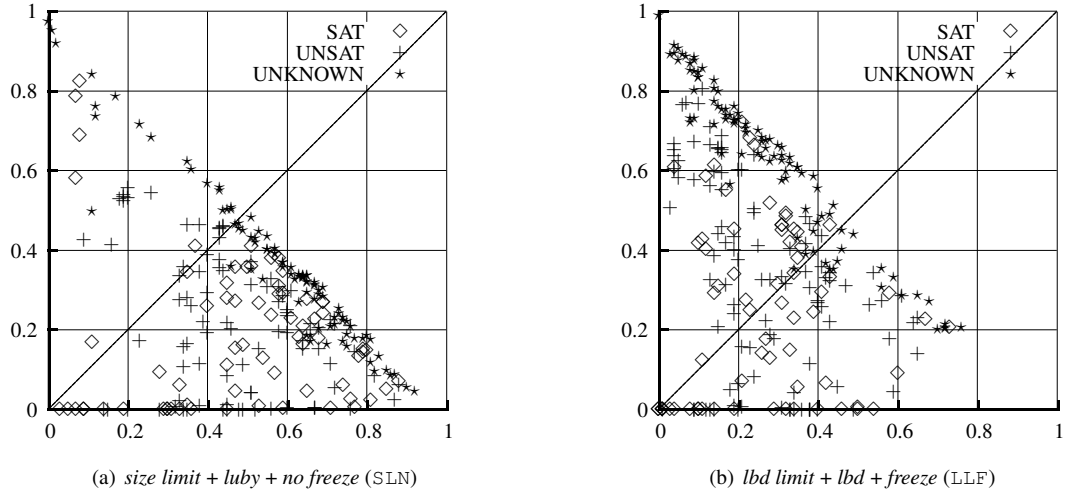 1
0.8
0.6
0.4
0.2
0
0 0.2 0.4 0.6 0.8 1
SAT
UNSAT
UNKNOWN
(a) size limit + luby + no freeze (SLN)
1
0.8
0.6
0.4
0.2
0
0 0.2 0.4 0.6 0.8 1
SAT
UNSAT
UNKNOWN
(b) lbd limit + lbd + freeze (LLF)